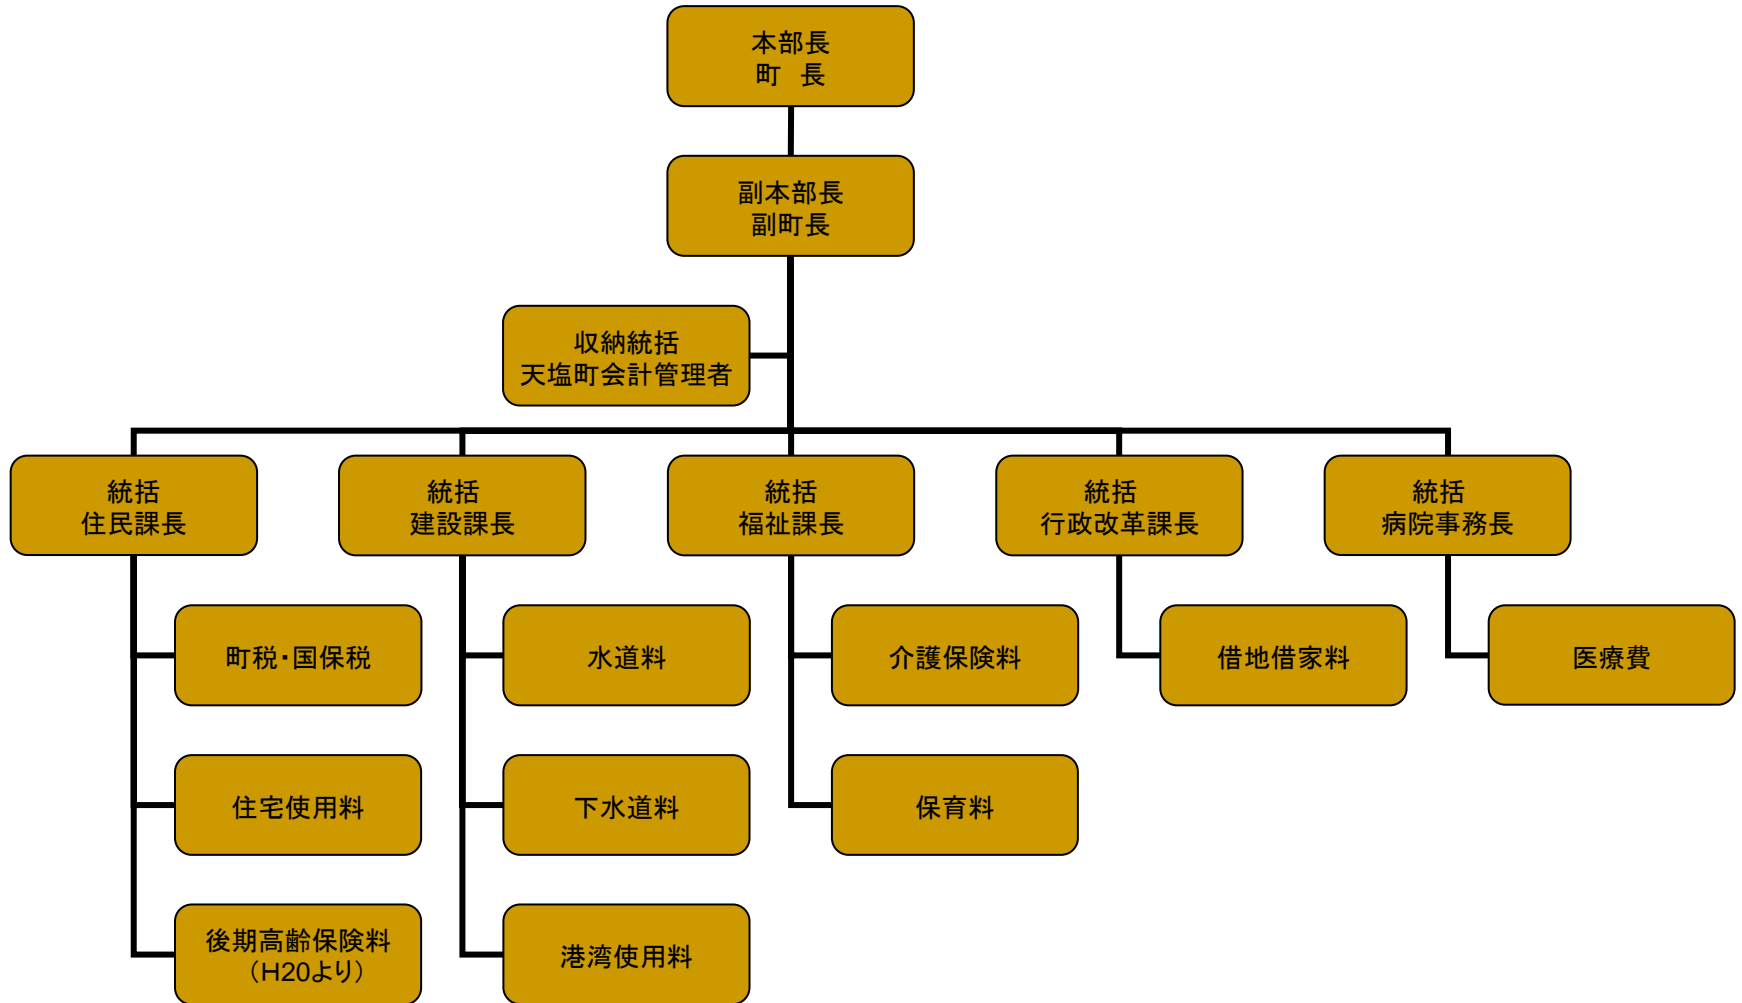 本部長
町　長
副本部長
副町長
収納統括
天塩町会計管理者
統括
住民課長
統括
建設課長
統括
福祉課長
統括
行政改革課長
統括
病院事務長
町税・国保税
水道料
介護保険料
借地借家料
医療費
住宅使用料
下水道料
保育料
後期高齢保険料
（H20より）
港湾使用料